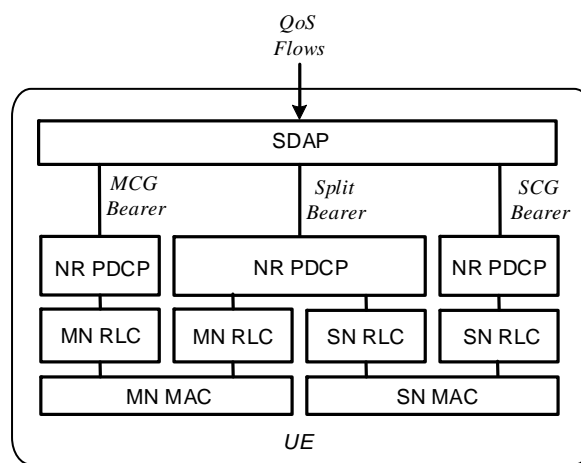 QoS
Flows
SDAP
MCG
Bearer
Split
Bearer
SCG
Bearer
NR PDCP
NR PDCP
NR PDCP
MN RLC
MN RLC
SN RLC
SN RLC
MN MAC
SN MAC
UE